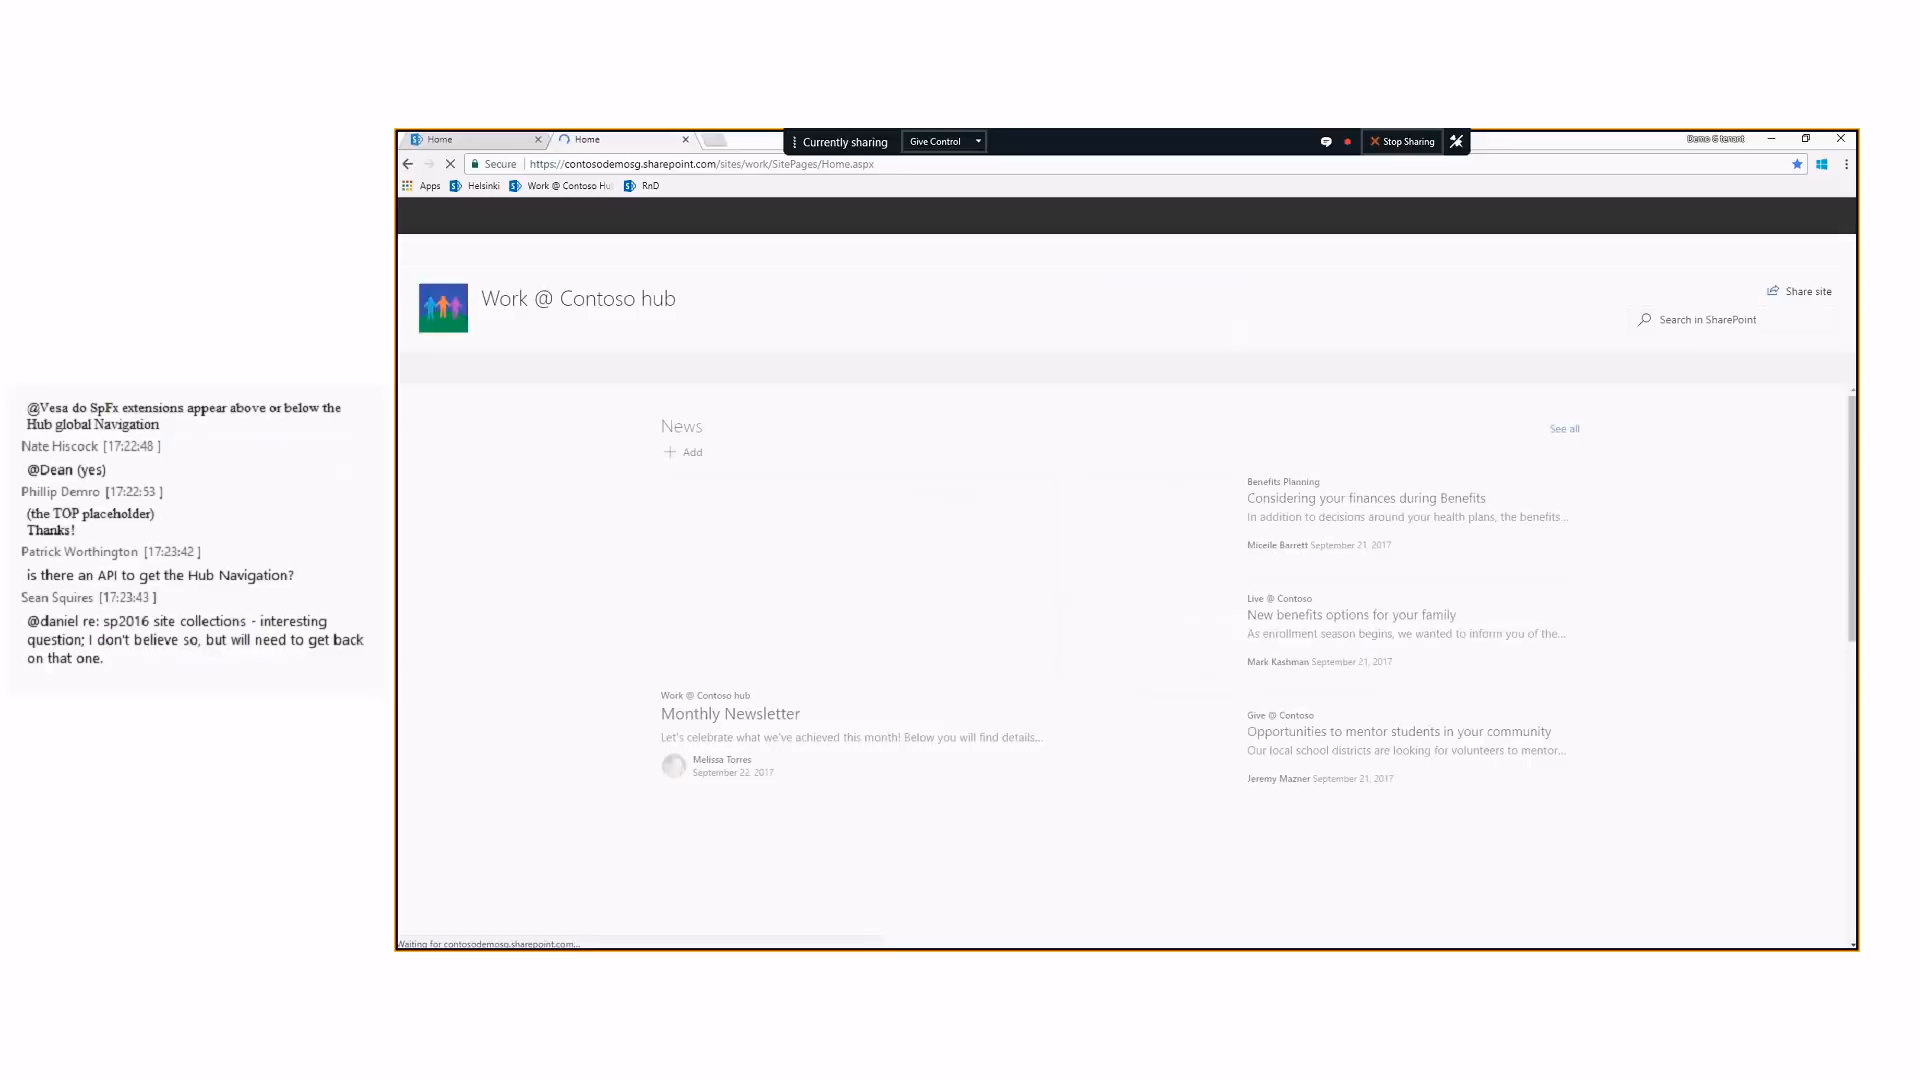 @Vesa do SpFx extensions appear above or below the
Hub global Navigation
Nate Hiscock [17:22:48 ]
@Dean (yes)
Phillip Demro [17:22:53 ]
(the TOP placeholder)
Thanks!
Patrick Worthington [17:23:42 ]
is there an API to get the Hub Navigation?
Sean Squires [17:23:43 ]
@daniel re: sp2016 site collections - interesting
question; I don't believe so, but will need to get back
on that one.
Home
Home
Currently sharing
Give Control
Stop Sharing
Demo G tenant
Secure
https://contosodemosg.sharepoint.com/sites/work/SitePages/Home.aspx
Apps
Helsinki
Work @ Contoso Hu
RnD
Work @ Contoso hub
Share site
Search in SharePoint
News
See all
Add
Work @ Contoso hub
Monthly Newsletter
Let's celebrate what we've achieved this month! Below you will find details...
Melissa Torres
September 22, 2017
Benefits Planning
Considering your finances during Benefits
In addition to decisions around your health plans, the benefits...
Miceile Barrett September 21, 2017
Live @ Contoso
New benefits options for your family
As enrollment season begins, we wanted to inform you of the...
Mark Kashman September 21, 2017
Give @ Contoso
Opportunities to mentor students in your community
Our local school districts are looking for volunteers to mentor...
Jeremy Mazner September 21, 2017
Waiting for contosodemosg.sharepoint.com...